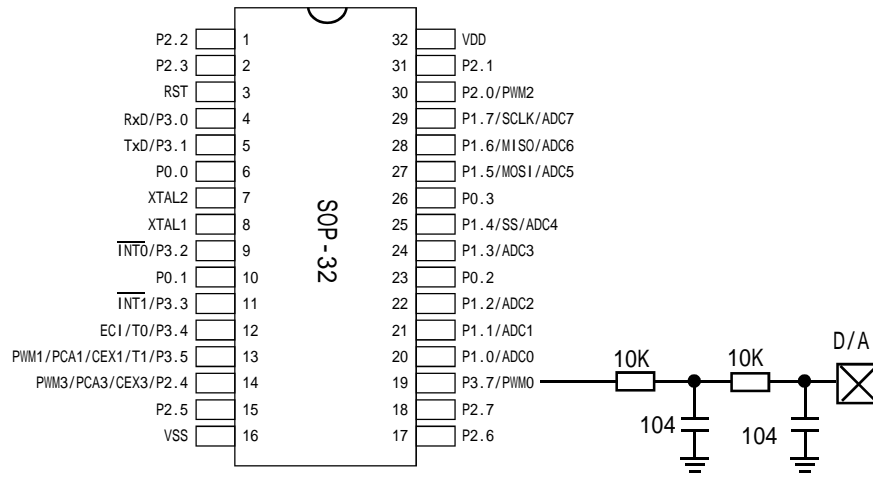 P2.2 1 32 VDD
P2.3 2 31 P2.1
RST 3 30 P2.0/PWM2
RxD/P3.0 4 29 P1.7/SCLK/ADC7
TxD/P3.1 5 28 P1.6/MISO/ADC6
P0.0 6 27 P1.5/MOSI/ADC5
XTAL2 7 26 P0.3
XTAL1 8 25 P1.4/SS/ADC4
INT0/P3.2 9 24 P1.3/ADC3
P0.1 10 23 P0.2
INT1/P3.3 11 22 P1.2/ADC2
ECI/T0/P3.4 12 21 P1.1/ADC1
PWM1/PCA1/CEX1/T1/P3.5 13 20 P1.0/ADC0
PWM3/PCA3/CEX3/P2.4 14 19 P3.7/PWM0
P2.5 15 18 P2.7
VSS 16 17 P2.6
SOP-32
10K 10K D/A
104 104